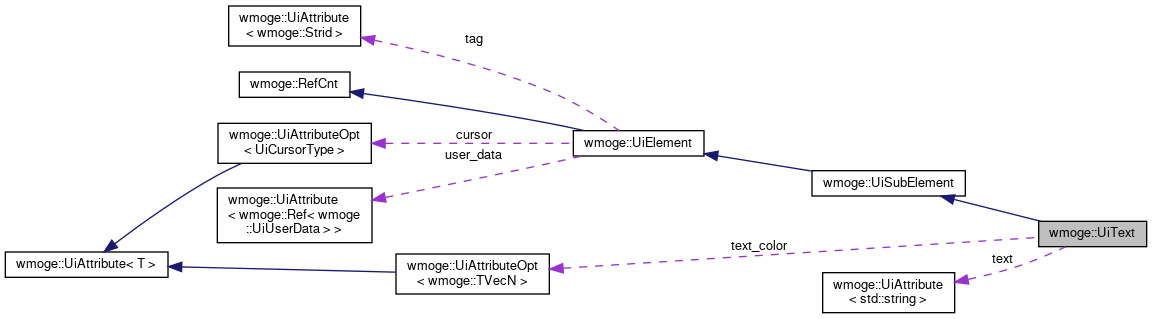 wmoge::UiAttribute
< wmoge::Strid >
tag
wmoge::RefCnt
wmoge::UiAttributeOpt
< UiCursorType >
cursor
user_data
wmoge::UiElement
wmoge::UiSubElement
wmoge::UiAttribute
< wmoge::Ref< wmoge
::UiUserData > >
wmoge::UiText
wmoge::UiAttribute< T >
wmoge::UiAttributeOpt
< wmoge::TVecN >
text_color
text
wmoge::UiAttribute
< std::string >